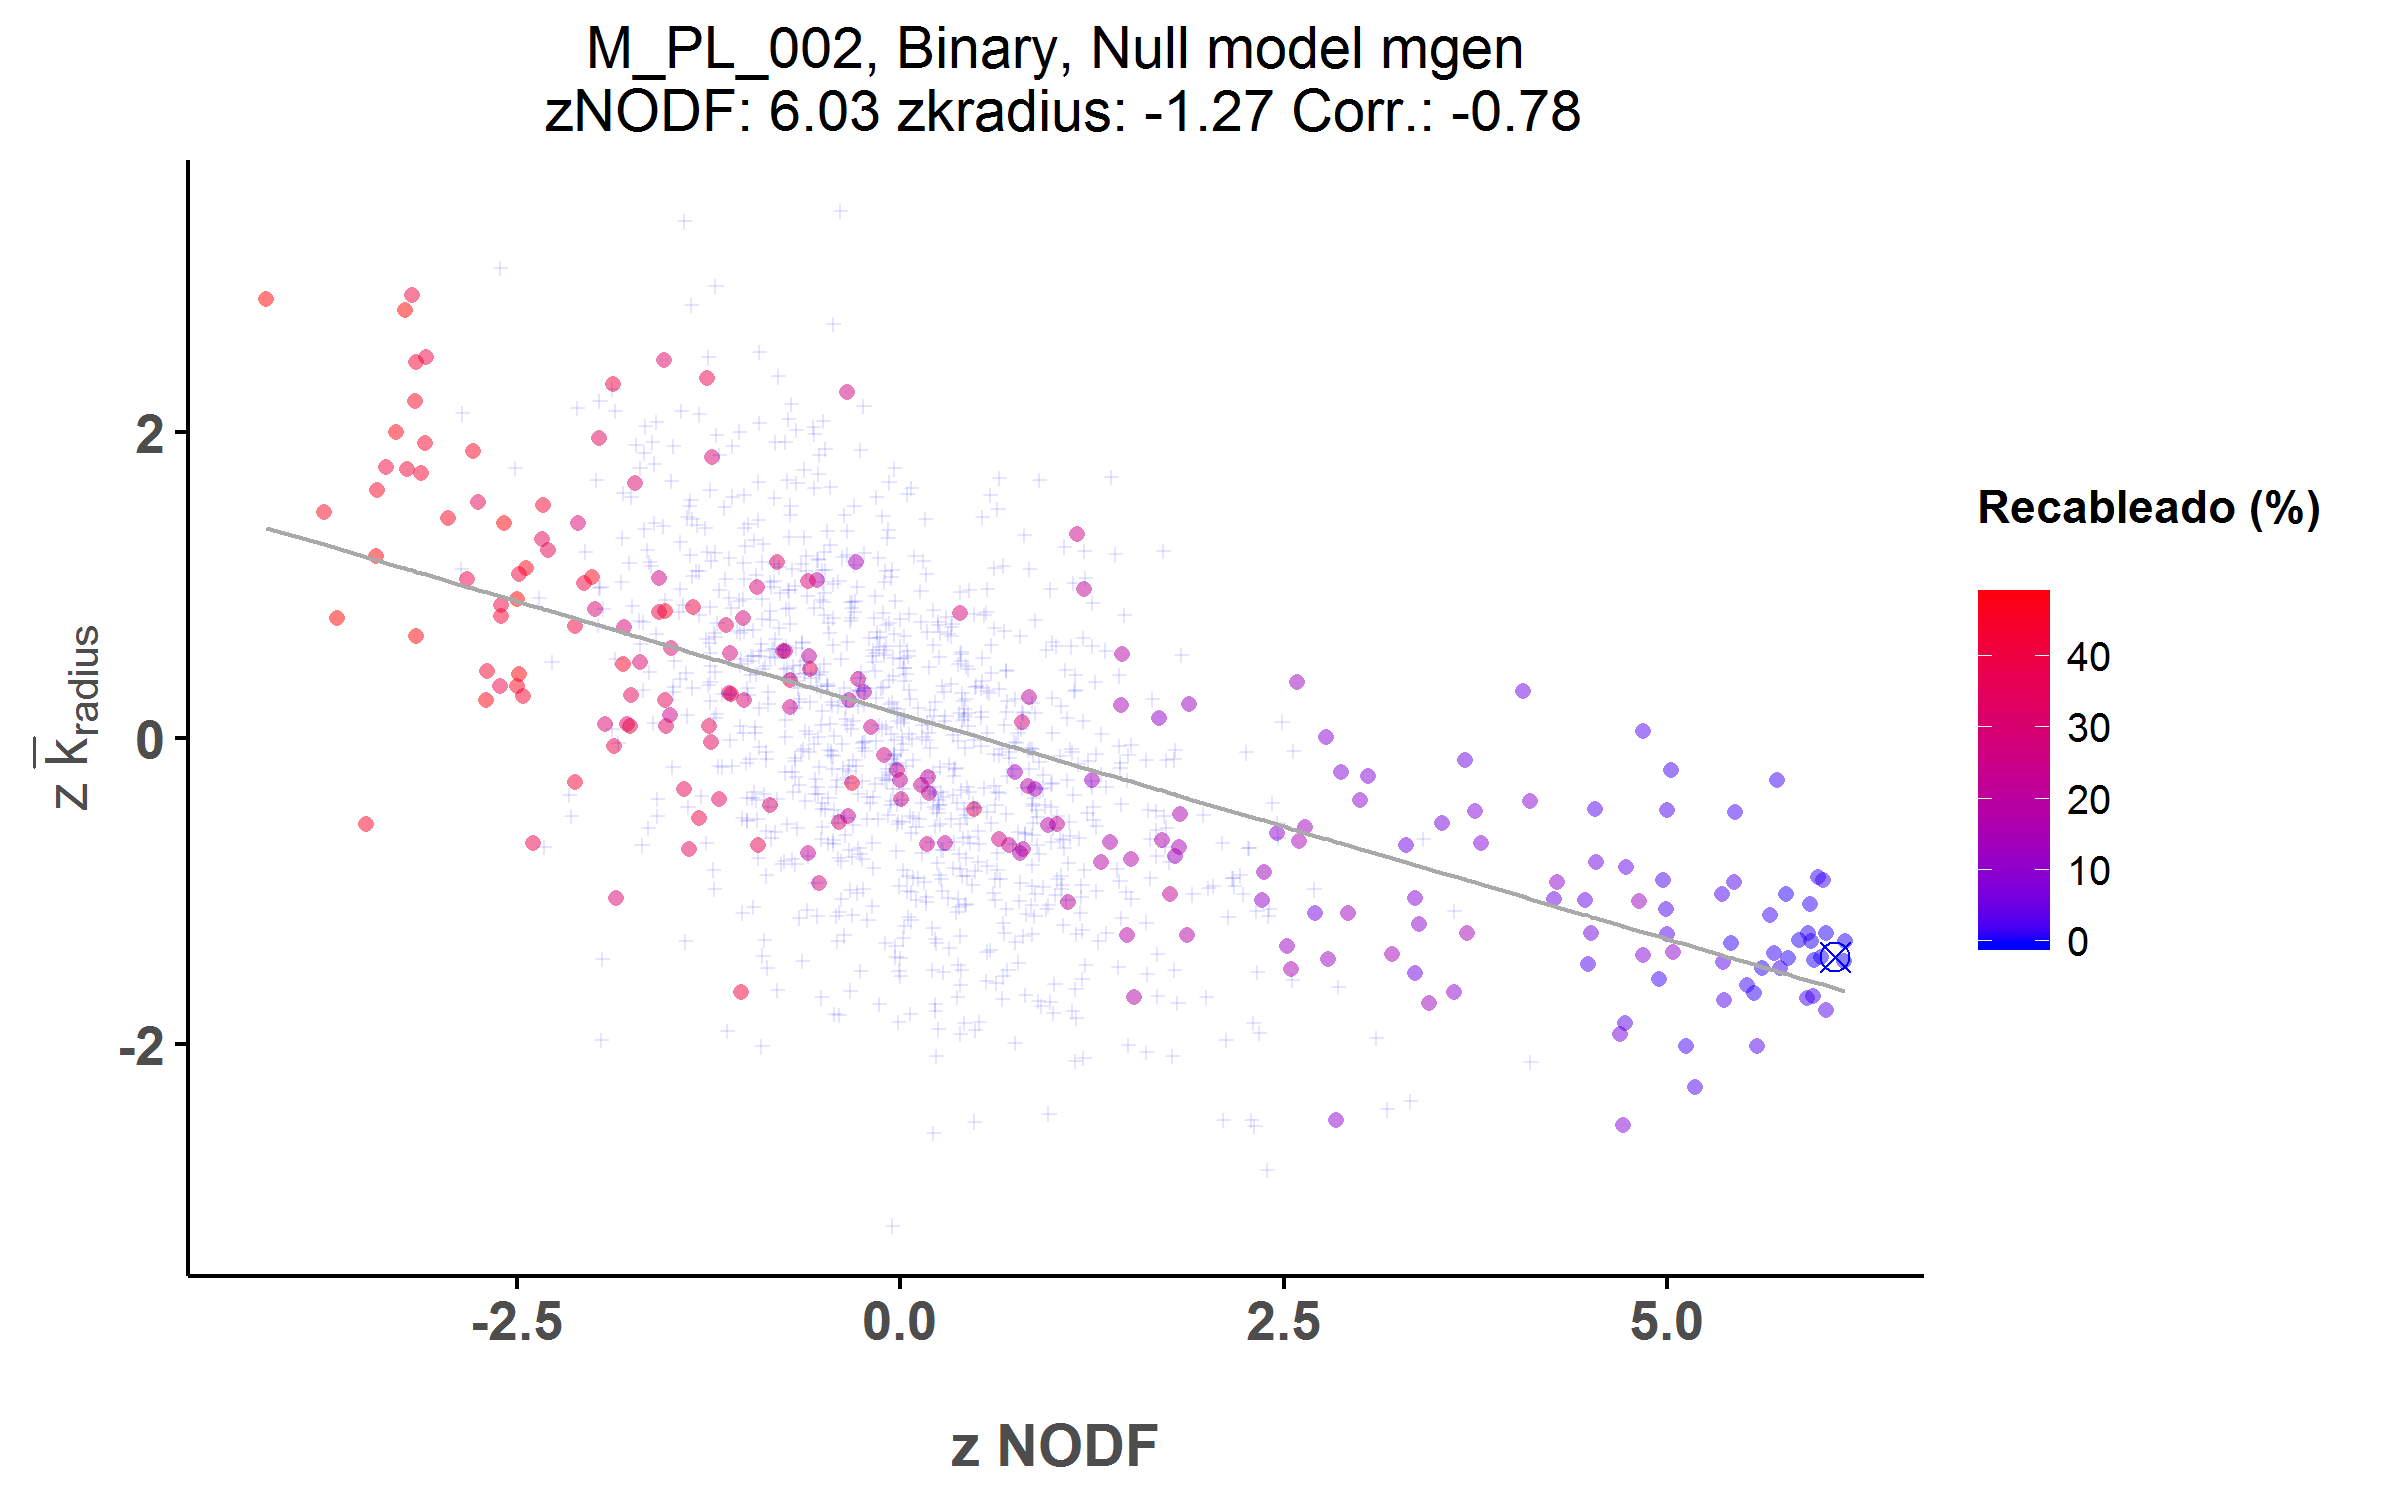 M_PL_002, Binary, Null model mgen
zNODF: 6.03 zkradius: -1.27 Corr.: -0.78
z k̅radius
2
0
-2
-2.5 0.0 2.5 5.0
z NODF
Recableado (%)
40
30
20
10
0